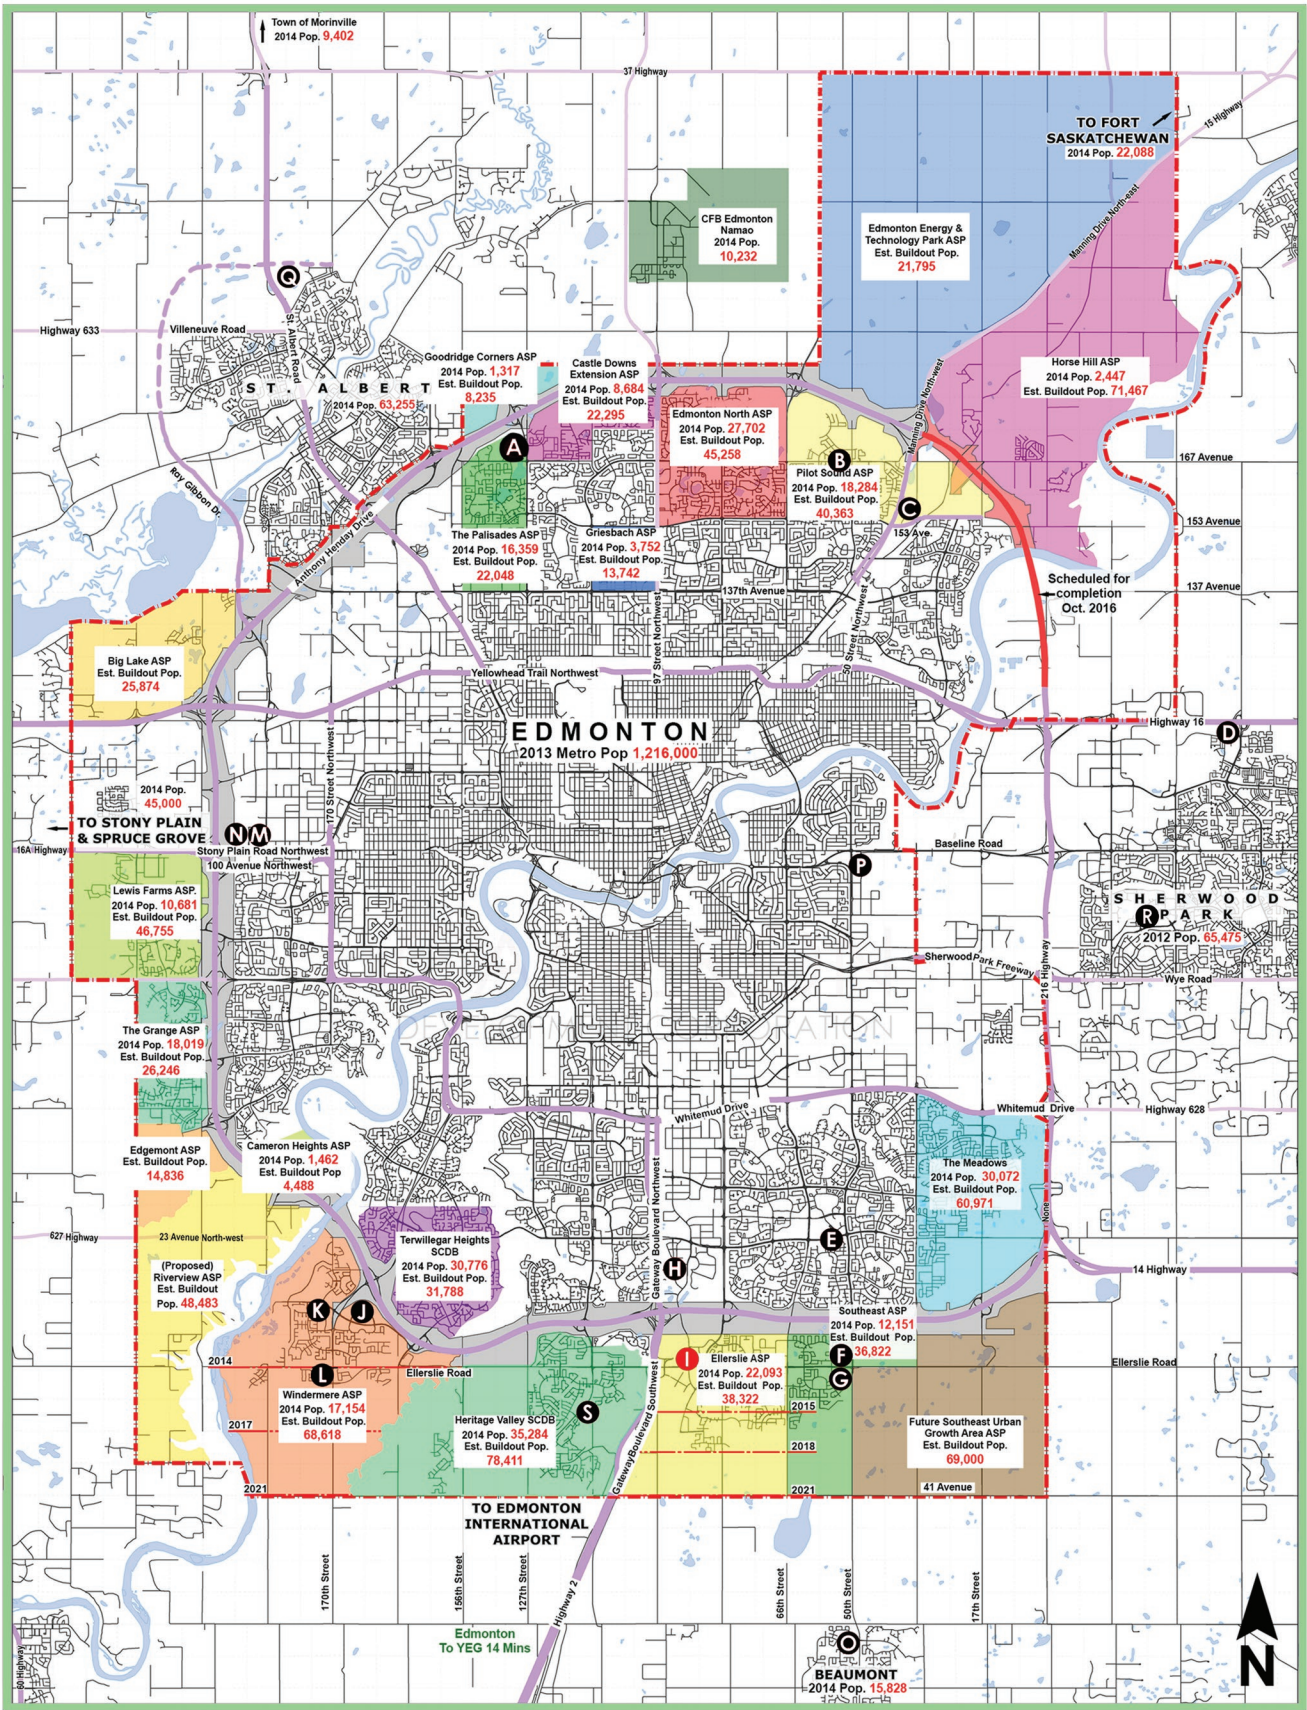 Town of Morinville
2014 Pop. 9,402
37 Highway
TO FORT
SASKATCHEWAN
2014 Pop. 22,088
15 Highway
Manning Drive North-east
CFB Edmonton
Namao
2014 Pop.
10,232
Edmonton Energy &
Technology Park ASP
Est. Buildout Pop.
21,795
Q
Highway 633
Villeneuve Road
St. Albert Road
ST. ALBERT
2014 Pop. 63,255
Goodridge Corners ASP
2014 Pop. 1,317
Est. Buildout Pop.
8,235
Castle Downs
Extension ASP
2014 Pop. 8,684
Est. Buildout Pop.
22,295
Manning Drive North-west
Horse Hill ASP
2014 Pop. 2,447
Est. Buildout Pop. 71,467
Edmonton North ASP
2014 Pop. 27,702
Est. Buildout Pop.
45,258
A
B
167 Avenue
Pilot Sound ASP
2014 Pop. 18,284
Est. Buildout Pop.
40,363
C
Ray Gibbon Dr.
Anthony Henday Drive
153 Avenue
153 Ave.
The Palisades ASP
2014 Pop. 16,359
Est. Buildout Pop.
22,048
Griesbach ASP
2014 Pop. 3,752
Est. Buildout Pop.
13,742
137th Avenue
137 Avenue
Scheduled for
completion
Oct. 2016
97 Street Northwest
50 Street Northwest
Big Lake ASP
Est. Buildout Pop.
25,874
Yellowhead Trail Northwest
EDMONTON
2013 Metro Pop 1,216,000
Highway 16
D
170 Street Northwest
2014 Pop.
45,000
TO STONY PLAIN
& SPRUCE GROVE
N
M
16A Highway
Stony Plain Road Northwest
100 Avenue Northwest
Baseline Road
P
Lewis Farms ASP.
2014 Pop. 10,681
Est. Buildout Pop.
46,755
SHERWOOD
R
PARK
2012 Pop. 65,475
Sherwood Park Freeway
216 Highway
Wye Road
The Grange ASP
2014 Pop. 18,019
Est. Buildout Pop.
26,246
Whitemud Drive
Whitemud Drive
Highway 628
Edgemont ASP
Est. Buildout Pop.
14,836
Cameron Heights ASP
2014 Pop. 1,462
Est. Buildout Pop
4,488
The Meadows
2014 Pop. 30,072
Est. Buildout Pop.
60,971
None
Gateway Boulevard Northwest
627 Highway
23 Avenue North-west
Terwillegar Heights
SCDB
2014 Pop. 30,776
Est. Buildout Pop.
31,788
E
H
14 Highway
(Proposed)
Riverview ASP
Est. Buildout
Pop. 48,483
K
J
Southeast ASP
2014 Pop. 12,151
Est. Buildout Pop.
36,822
F
G
2014
Ellerslie Road
L
I
Ellerslie ASP
2014 Pop. 22,093
Est. Buildout Pop.
38,322
Ellerslie Road
Windermere ASP
2014 Pop. 17,154
Est. Buildout Pop.
68,618
2017
S
Heritage Valley SCDB
2014 Pop. 35,284
Est. Buildout Pop.
78,411
Gateway Boulevard Southwest
2015
2018
Future Southeast Urban
Growth Area ASP
Est. Buildout Pop.
69,000
2021
2021
41 Avenue
TO EDMONTON
INTERNATIONAL
AIRPORT
170th Street
156th Street
127th Street
Highway 2
66th Street
50th Street
17th Street
Edmonton
To YEG 14 Mins
60 Highway
O
BEAUMONT
2014 Pop. 15,828
N